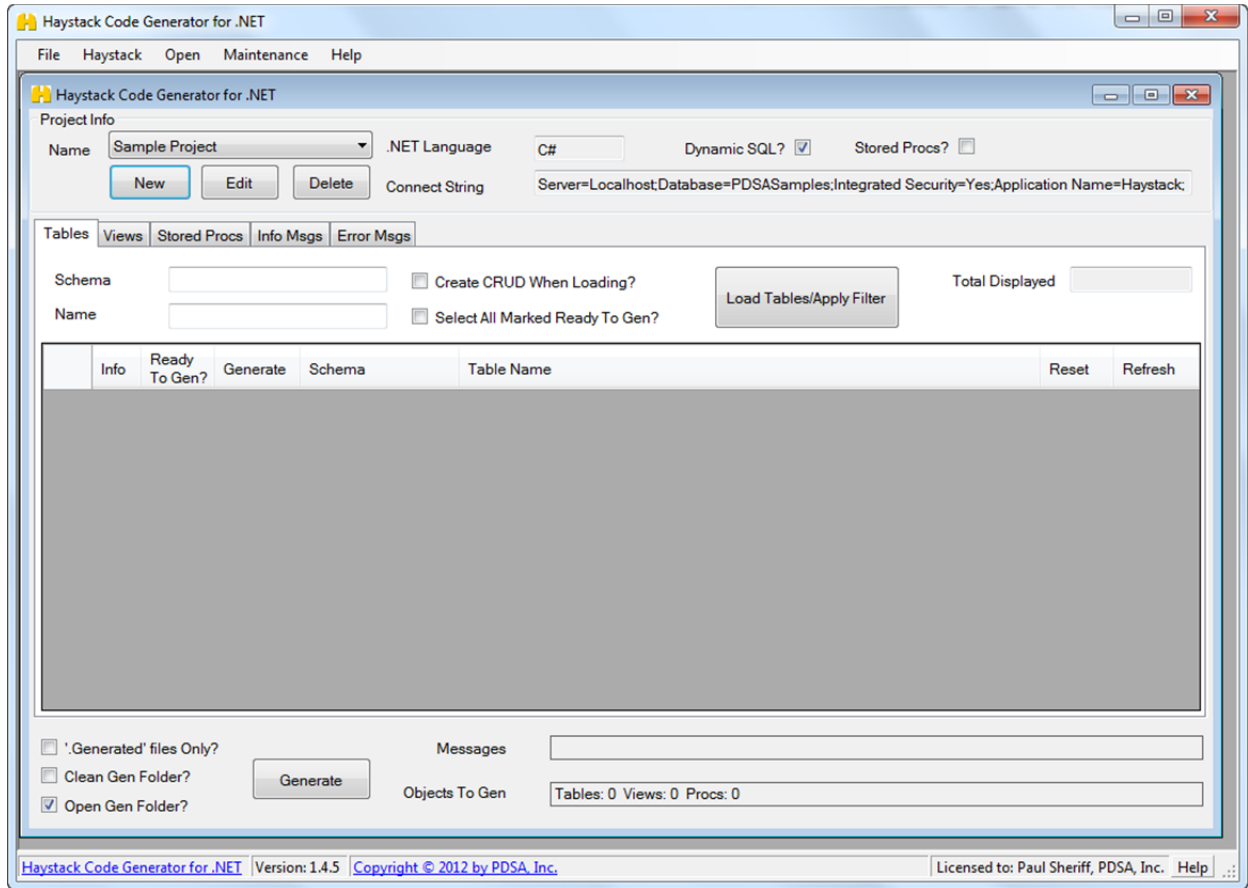 Haystack Code Generator for .NET
File Haystack Open Maintenance Help
Haystack Code Generator for .NET
Project Info
Name Sample Project .NET Language C# Dynamic SQL? Stored Procs?
New Edit Delete Connect String Server=Localhost;Database=PDSASamples;Integrated Security=Yes;Application Name=Haystack;
Tables Views Stored Procs Info Msgs Error Msgs
Schema Create CRUD When Loading? Load Tables/Apply Filter Total Displayed
Name Select All Marked Ready To Gen?
Info Ready To Gen? Generate Schema Table Name Reset Refresh
'.Generated' files Only? Messages
Clean Gen Folder? Generate
Open Gen Folder? Objects To Gen Tables: 0 Views: 0 Procs: 0
Haystack Code Generator for .NET Version: 1.4.5 Copyright © 2012 by PDSA, Inc. Licensed to: Paul Sheriff, PDSA, Inc. Help